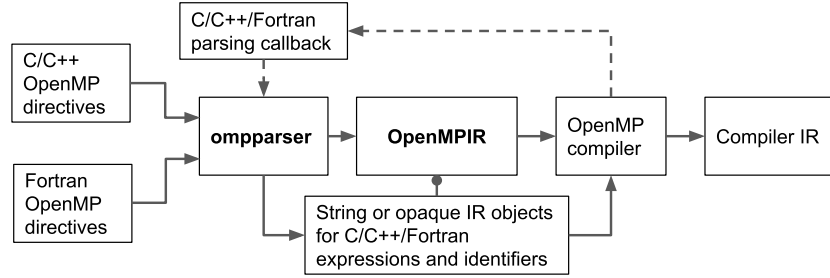 C/C++/Fortran
parsing callback
C/C++
OpenMP
directives
ompparser
OpenMPIR
OpenMP
compiler
Compiler IR
Fortran
OpenMP
directives
String or opaque IR objects
for C/C++/Fortran
expressions and identifiers